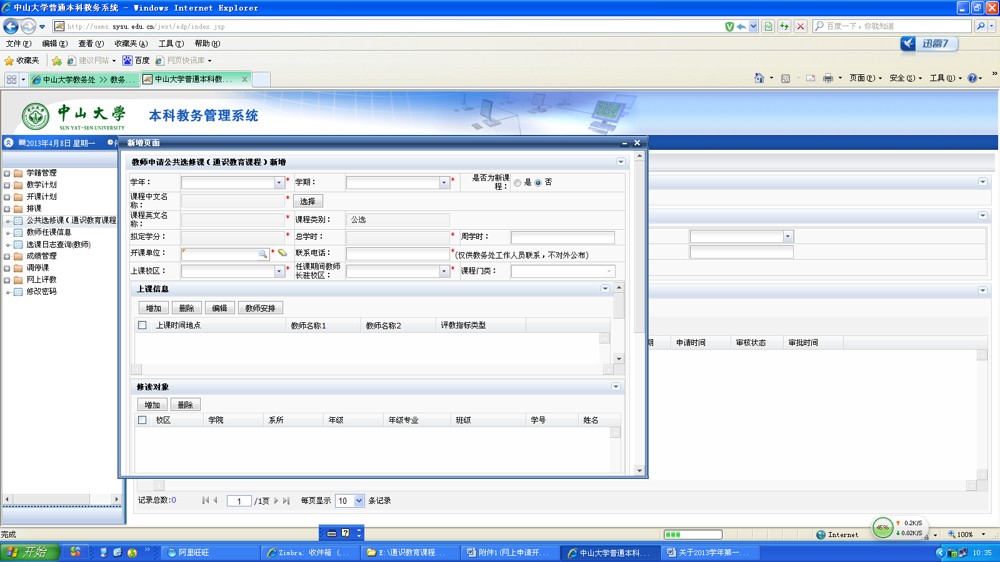 中山大学普通本科教务系统 - Windows Internet Explorer
http://uems.sysu.edu.cn/jwxt/edp/index.jsp
百度一下，你就知道
文件(F) 编辑(E) 查看(V) 收藏夹(A) 工具(T) 帮助(H)
迅雷7
收藏夹 建议网站 百度 网页快讯库
中山大学教务处 >> 教务... 中山大学普通本科教... 页面(P) 安全(S) 工具(O)
中山大学 SUN YAT-SEN UNIVERSITY 本科教务管理系统
2013年4月8日 星期一
新增页面
学籍管理
教学计划
开课计划
排课
公共选修课（通识教育课程
教师任课信息
选课日志查询(教师)
成绩管理
调停课
网上评教
修改密码
教师申请公共选修课（通识教育课程）新增
学年： * 学期： * 是否为新课程： 是 否
课程中文名称： * 选择
课程英文名称： * 课程类别： 公选
拟定学分： * 总学时： * 周学时：
开课单位： * 联系电话： *(仅供教务处工作人员联系，不对外公布)
上课校区： * 任课期间教师长驻校区： * 课程门类：
上课信息
增加 删除 编辑 教师安排
上课时间地点 教师名称1 教师名称2 评教指标类型
修读对象
增加 删除
校区 学院 系所 年级 年级专业 班级 学号 姓名
期 申请时间 审核状态 审批时间
记录总数:0 1 /1页 每页显示 10 条记录
完成 Internet 45% 0.2K/S 0.02K/S 100%
开始 阿里旺旺 Zimbra: 收件箱 (... E:\通识教育课程... 附件1(网上申请开... 中山大学普通本科... 关于2013学年第一... 10:35